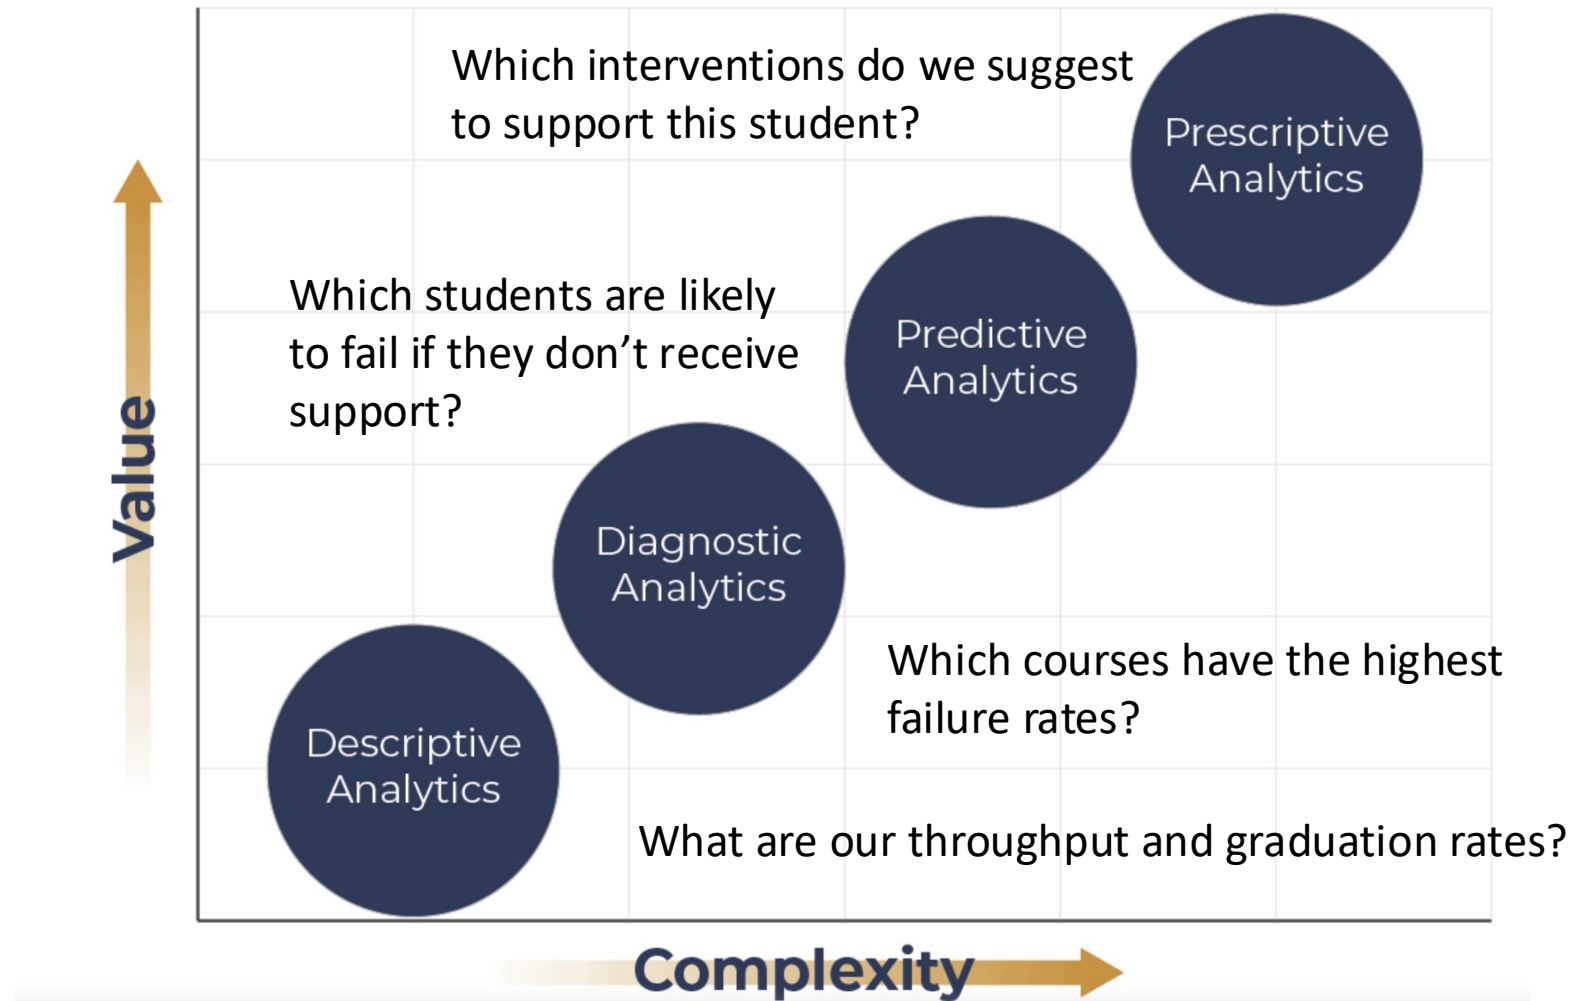 Which interventions do we suggest
to support this student?
Prescriptive
Analytics
Which students are likely
to fail if they don’t receive
support?
Predictive
Analytics
Value
Diagnostic
Analytics
Which courses have the highest
failure rates?
Descriptive
Analytics
What are our throughput and graduation rates?
Complexity